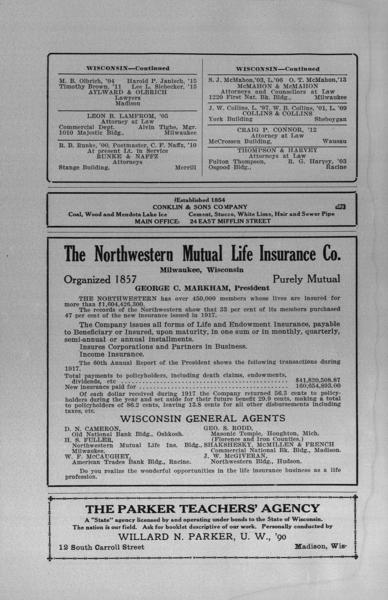 WISCONSIN—Continued
M. B. Olbrich, '04 Harold P. Janisch, '15
Timothy Brown, '11 Lee L. Siebecker, '15
AYLWARD & OLBRICH
Lawyers
Madison
LEON B. LAMFROM, '05
Attorney at Law
Commercial Dept. Alvin Tighe, Mgr.
1010 Majestic Bldg., Milwaukee
R. B. Runke, '00, Postmaster, C. F. Naffz, '10
At present Lt. in Service
RUNKE & NAFFZ
Attorneys
Stange Building, Merrill
WISCONSIN—Continued
S. J. McMahon,'03, L,'06 O. T. McMahon,'13
McMAHON & McMAHON
Attorneys and Counsellors at Law
1220 First Nat. Bk. Bldg., Milwaukee
J. W. Collins, L. '97, W. B. Collins, '01, L, '09
COLLINS & COLLINS
York Building Sheboygan
CRAIG P. CONNOR, '12
Attorney at Law
McCrossen Building, Wausau
THOMPSON & HARVEY
Attorneys at Law
Fulton Thompson, R. G. Harvey, '03
Osgood Bldg., Racine
Established 1854
CONKLIN & SONS COMPANY
Coal, Wood and Mendota Lake Ice Cement, Stucco, White Lime, Hair and Sewer Pipe
MAIN OFFICE: 24 EAST MIFFLIN STREET
The Northwestern Mutual Life Insurance Co.
Milwaukee, Wisconsin
Organized 1857 Purely Mutual
GEORGE C. MARKHAM, President
THE NORTHWESTERN has over 450,000 members whose lives are insured for
more than $1,604,426,300.
The records of the Northwestern show that 33 per cent of its members purchased
47 per cent of the new insurance issued in 1917.
The Company issues all forms of Life and Endowment Insurance, payable
to Beneficiary or Insured, upon maturity, in one sum or in monthly, quarterly,
semi-annual or annual installments.
Insures Corporations and Partners in Business.
Income Insurance.
The 60th Annual Report of the President shows the following transactions during
1917.
Total payments to policyholders, including death claims, endowments,
dividends, etc $41,820,508.87
New insurance paid for 160,654,893.00
Of each dollar received during 1917 the Company returned 56.3 cents to policy-
holders during the year and set aside for their future benefit 29.9 cents, making a total
to policyholders of 86.2 cents, leaving 13.8 cents for all other disbursements including
taxes, etc.
WISCONSIN GENERAL AGENTS
D. N. CAMERON,
Old National Bank Bldg., Oshkosh.
H. S. FULLER,
Northwestern Mutual Life Ins. Bldg.,
Milwaukee.
W. F. McCAUGHEY,
American Trades Bank Bldg., Racine.
GEO. S. RODD,
Masonic Temple, Houghton, Mich.
(Florence and Iron Counties.)
SHAKSHESKY, McMILLEN & FRENCH
Commercial National Bk. Bldg., Madison.
J. W. McGIVERAN,
Northwestern Bldg., Hudson.
Do you realize the wonderful opportunities in the life insurance business as a life
profession.
THE PARKER TEACHERS' AGENCY
A "State" agency licensed by and operating under bonds to the State of Wisconsin.
The nation is our field. Ask for booklet descriptive of our work. Personally conducted by
WILLARD N. PARKER, U. W., '90
12 South Carroll Street Madison, Wis-